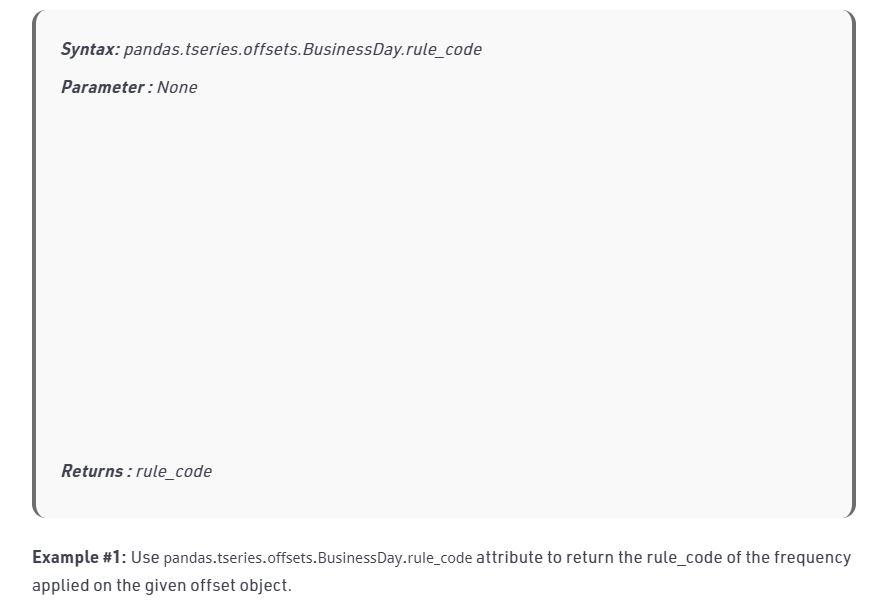 Syntax: pandas.tseries.offsets.BusinessDay.rule_code
Parameter : None
Returns : rule_code
Example #1: Use pandas.tseries.offsets.BusinessDay.rule_code attribute to return the rule_code of the frequency
applied on the given offset object.